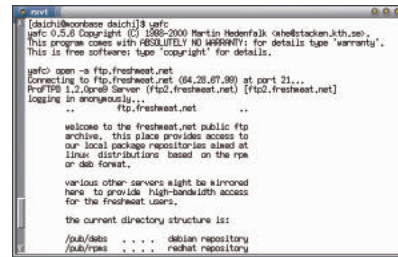 rxvt
[daichi@moonbase daichi]$ yafc
yafc 0.5.6 Copyright (C) 1998-2000 Martin Hedenfalk <mhe@stacken.kth.se>.
This program comes with ABSOLUTELY NO WARRANTY; for details type 'warranty'.
This is free software; type 'copyright' for details.
yafc> open -a ftp.freshmeat.net
Connecting to ftp.freshmeat.net (64.28.67.99) at port 21...
ProFTPD 1.2.0pre9 Server (ftp2.freshmeat.net) [ftp2.freshmeat.net]
logging in anonymously...
.. ftp.freshmeat.net ..
welcome to the freshmeat.net public ftp
archive. this place provides access to
our local package repositories aimed at
linux distributions based on the rpm
or deb format.
various other servers might be mirrored
here to provide high-bandwidth access
for the freshmeat users.
the current directory structure is:
/pub/debs . . . . debian repository
/pub/rpms . . . . redhat repository